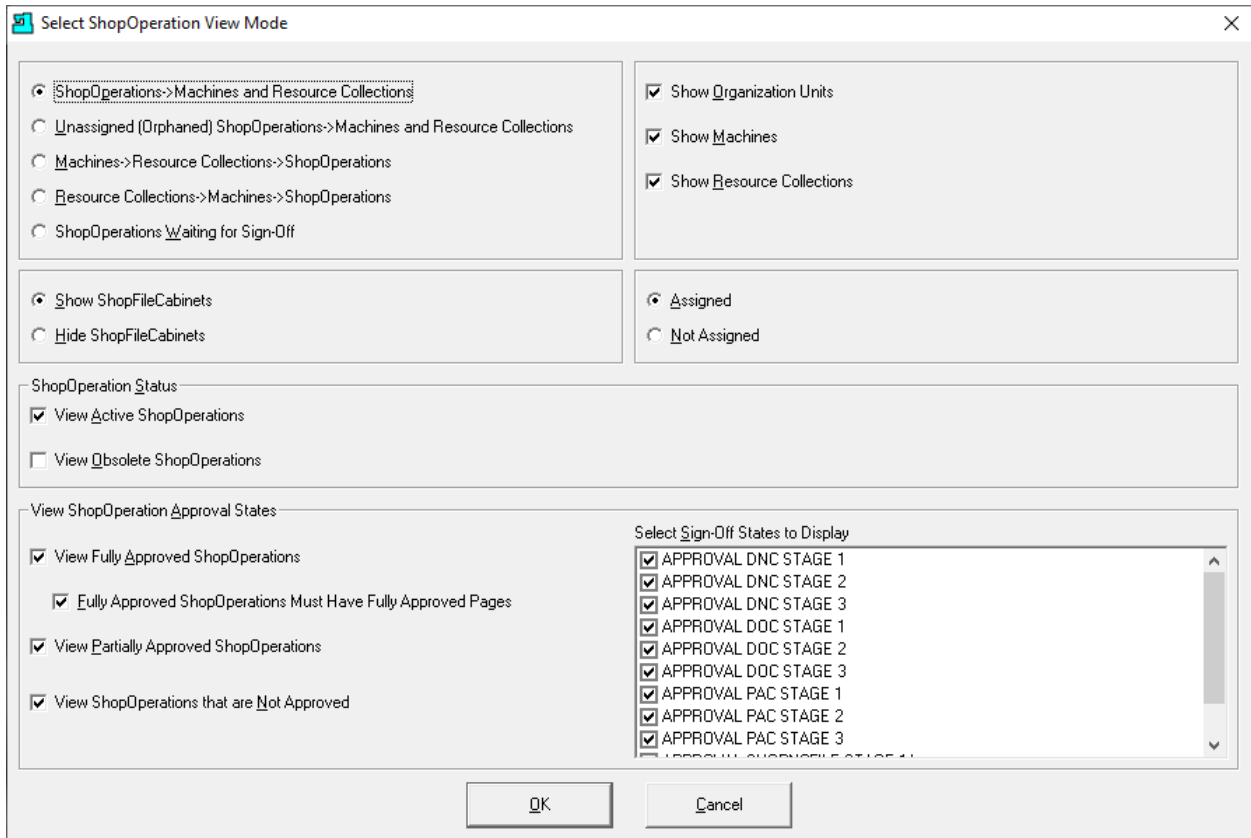 Select ShopOperation View Mode
ShopOperations->Machines and Resource Collections
Unassigned (Orphaned) ShopOperations->Machines and Resource Collections
Machines->Resource Collections->ShopOperations
Resource Collections->Machines->ShopOperations
ShopOperations Waiting for Sign-Off
Show Organization Units
Show Machines
Show Resource Collections
Show ShopFileCabinets
Hide ShopFileCabinets
Assigned
Not Assigned
ShopOperation Status
View Active ShopOperations
View Obsolete ShopOperations
View ShopOperation Approval States
View Fully Approved ShopOperations
Fully Approved ShopOperations Must Have Fully Approved Pages
View Partially Approved ShopOperations
View ShopOperations that are Not Approved
Select Sign-Off States to Display
APPROVAL DNC STAGE 1
APPROVAL DNC STAGE 2
APPROVAL DNC STAGE 3
APPROVAL DOC STAGE 1
APPROVAL DOC STAGE 2
APPROVAL DOC STAGE 3
APPROVAL PAC STAGE 1
APPROVAL PAC STAGE 2
APPROVAL PAC STAGE 3
OK
Cancel